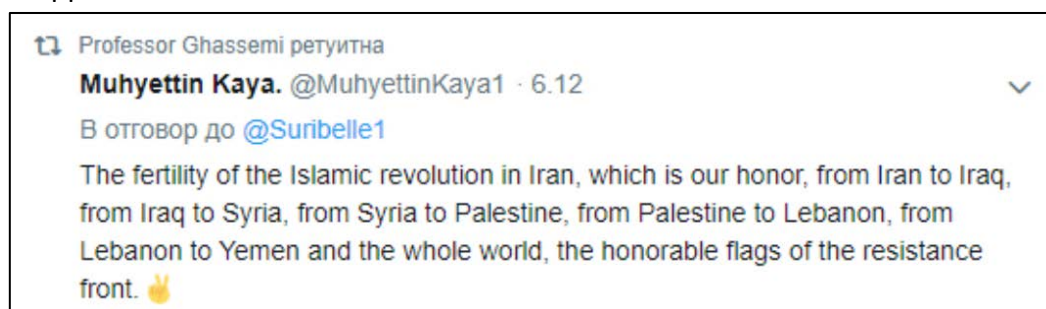 Professor Ghassemi ретуитна
Muhyettin Kaya. @MuhyettinKaya1 · 6.12
В отговор до @Suribelle1
The fertility of the Islamic revolution in Iran, which is our honor, from Iran to Iraq,
from Iraq to Syria, from Syria to Palestine, from Palestine to Lebanon, from
Lebanon to Yemen and the whole world, the honorable flags of the resistance
front. ✌